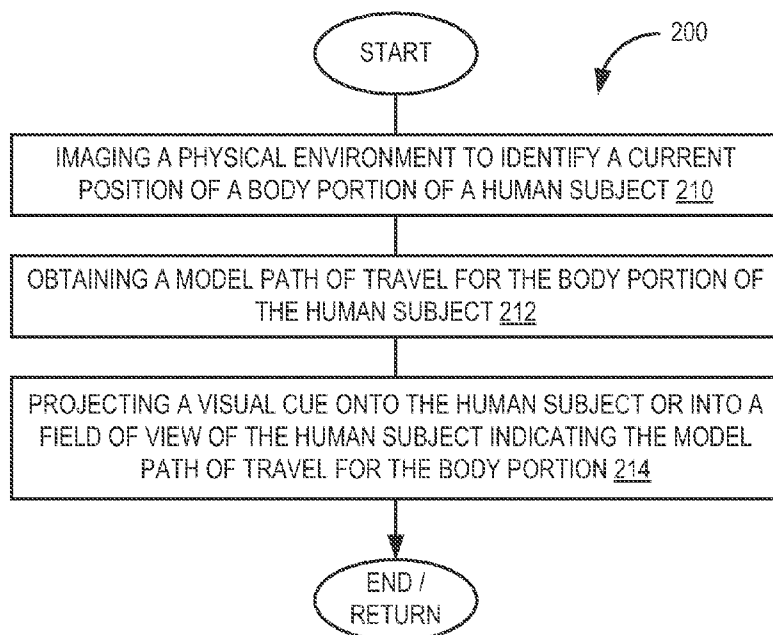 START
200
IMAGING A PHYSICAL ENVIRONMENT TO IDENTIFY A CURRENT
POSITION OF A BODY PORTION OF A HUMAN SUBJECT 210
OBTAINING A MODEL PATH OF TRAVEL FOR THE BODY PORTION OF
THE HUMAN SUBJECT 212
PROJECTING A VISUAL CUE ONTO THE HUMAN SUBJECT OR INTO A
FIELD OF VIEW OF THE HUMAN SUBJECT INDICATING THE MODEL
PATH OF TRAVEL FOR THE BODY PORTION 214
END /
RETURN